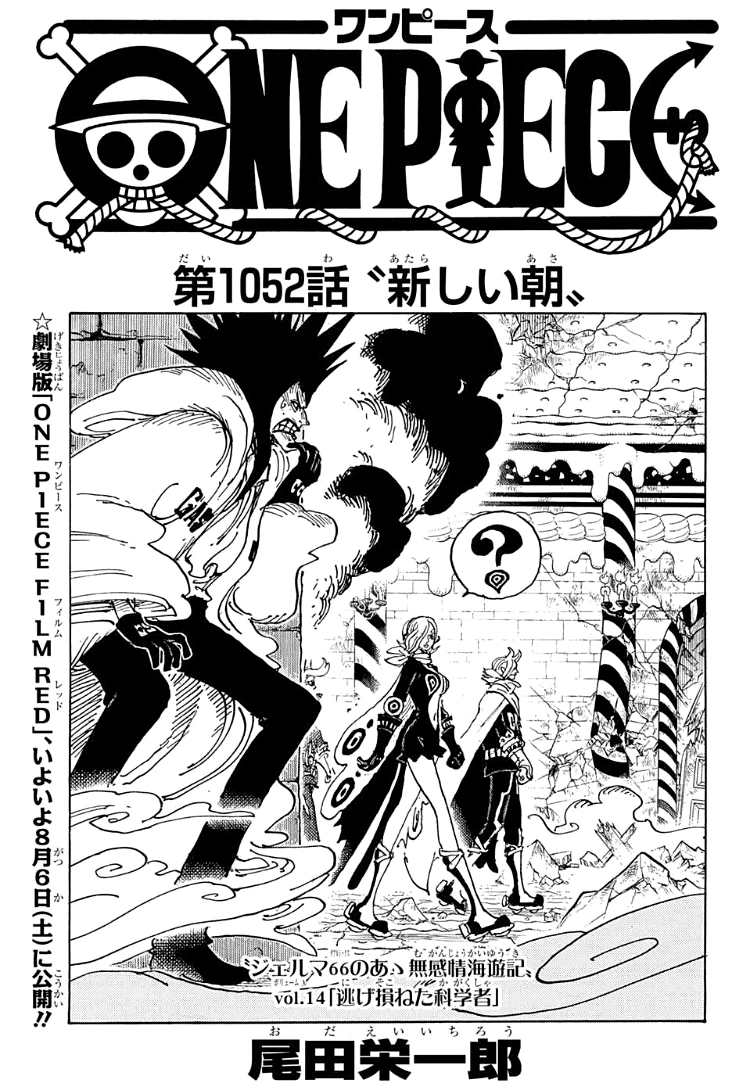 ワンピース
ONE PIECE
第1052話 〝新しい朝〟
☆劇場版「ONE PIECE FILM RED」、いよいよ8月6日(土)に公開!!
GAS
?
〝ジェルマ66のあゝ無感情海遊記〟
vol.14「逃げ損ねた科学者」
尾田栄一郎